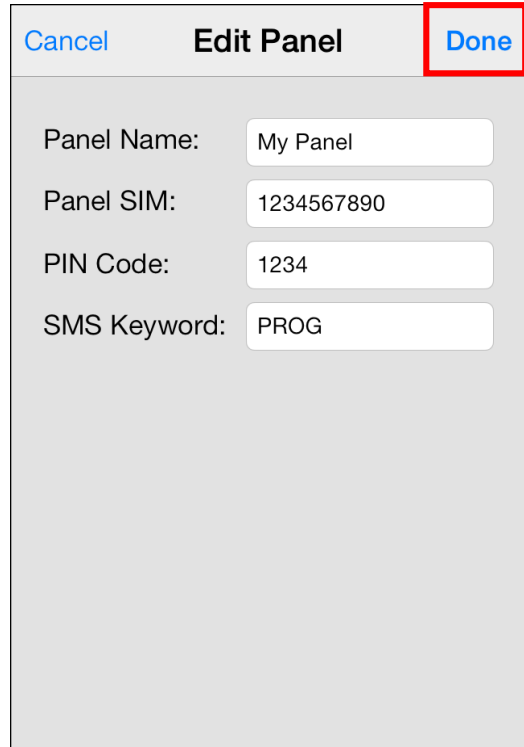 Cancel Edit Panel Done
Panel Name: My Panel
Panel SIM: 1234567890
PIN Code: 1234
SMS Keyword: PROG